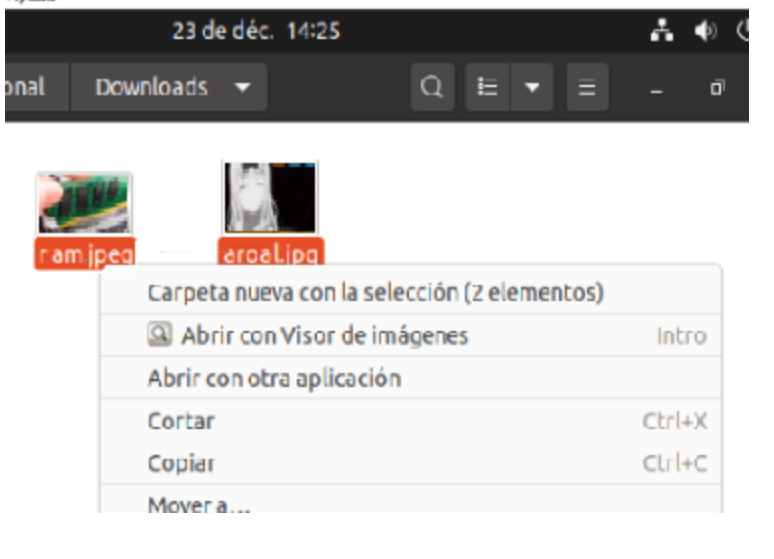 23 de déc. 14:25
onal Downloads
ram.jpeg
aroal.jpg
Carpeta nueva con la selección (2 elementos)
Abrir con Visor de imágenes Intro
Abrir con otra aplicación
Cortar Ctrl+X
Copiar Ctrl+C
Mover a...